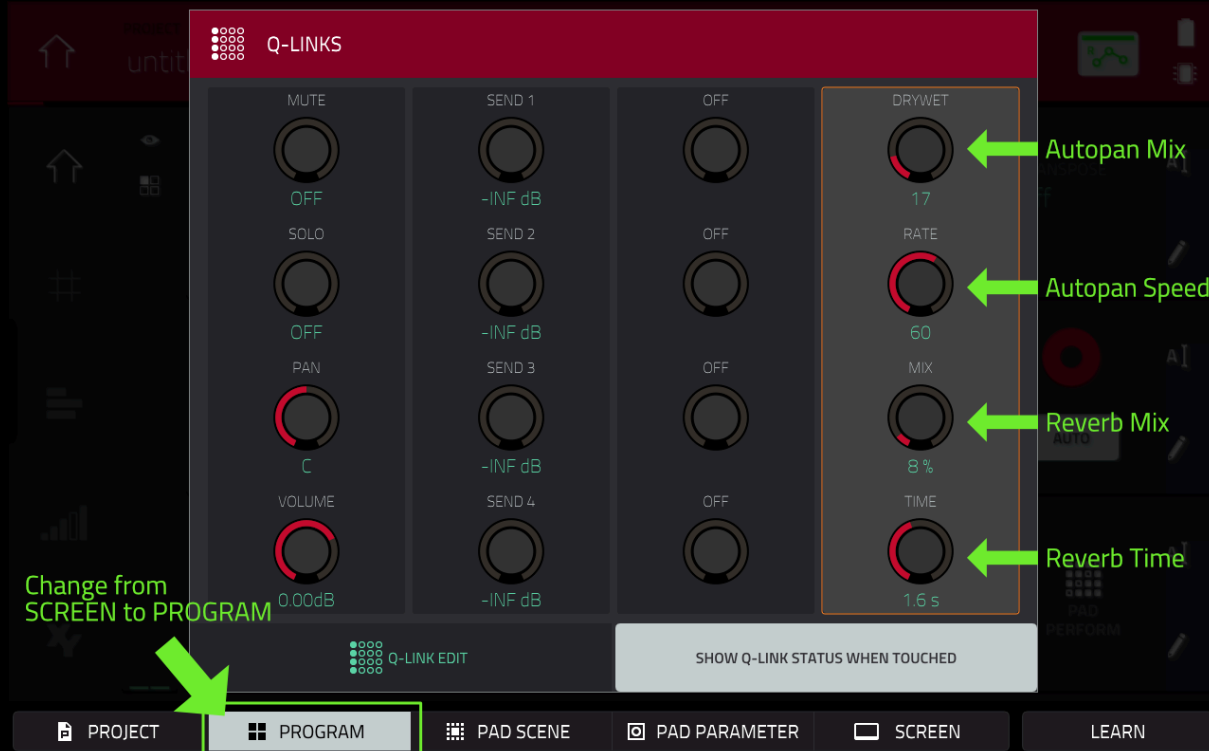 Q-LINKS
untit
MUTE SEND 1 OFF DRYWET
Autopan Mix
OFF -INF dB 17
SOLO SEND 2 OFF RATE
Autopan Speed
OFF -INF dB 60
PAN SEND 3 OFF MIX
Reverb Mix
AUTO
C -INF dB 8 %
VOLUME SEND 4 OFF TIME
Reverb Time
Change from
SCREEN to PROGRAM
0.00dB -INF dB 1.6 s
PAD
PERFORM
Q-LINK EDIT SHOW Q-LINK STATUS WHEN TOUCHED
PROJECT PROGRAM PAD SCENE PAD PARAMETER SCREEN LEARN